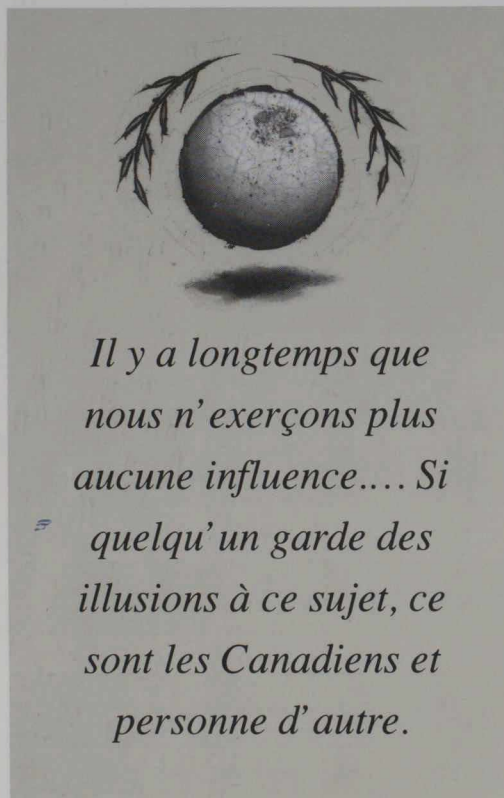 Il y a longtemps que
nous n'exerçons plus
aucune influence.... Si
quelqu'un garde des
illusions à ce sujet, ce
sont les Canadiens et
personne d'autre.